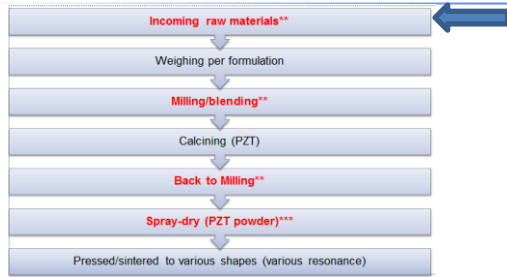 Incoming raw materials**
Weighing per formulation
Milling/blending**
Calcining (PZT)
Back to Milling**
Spray-dry (PZT powder)***
Pressed/sintered to various shapes (various resonance)